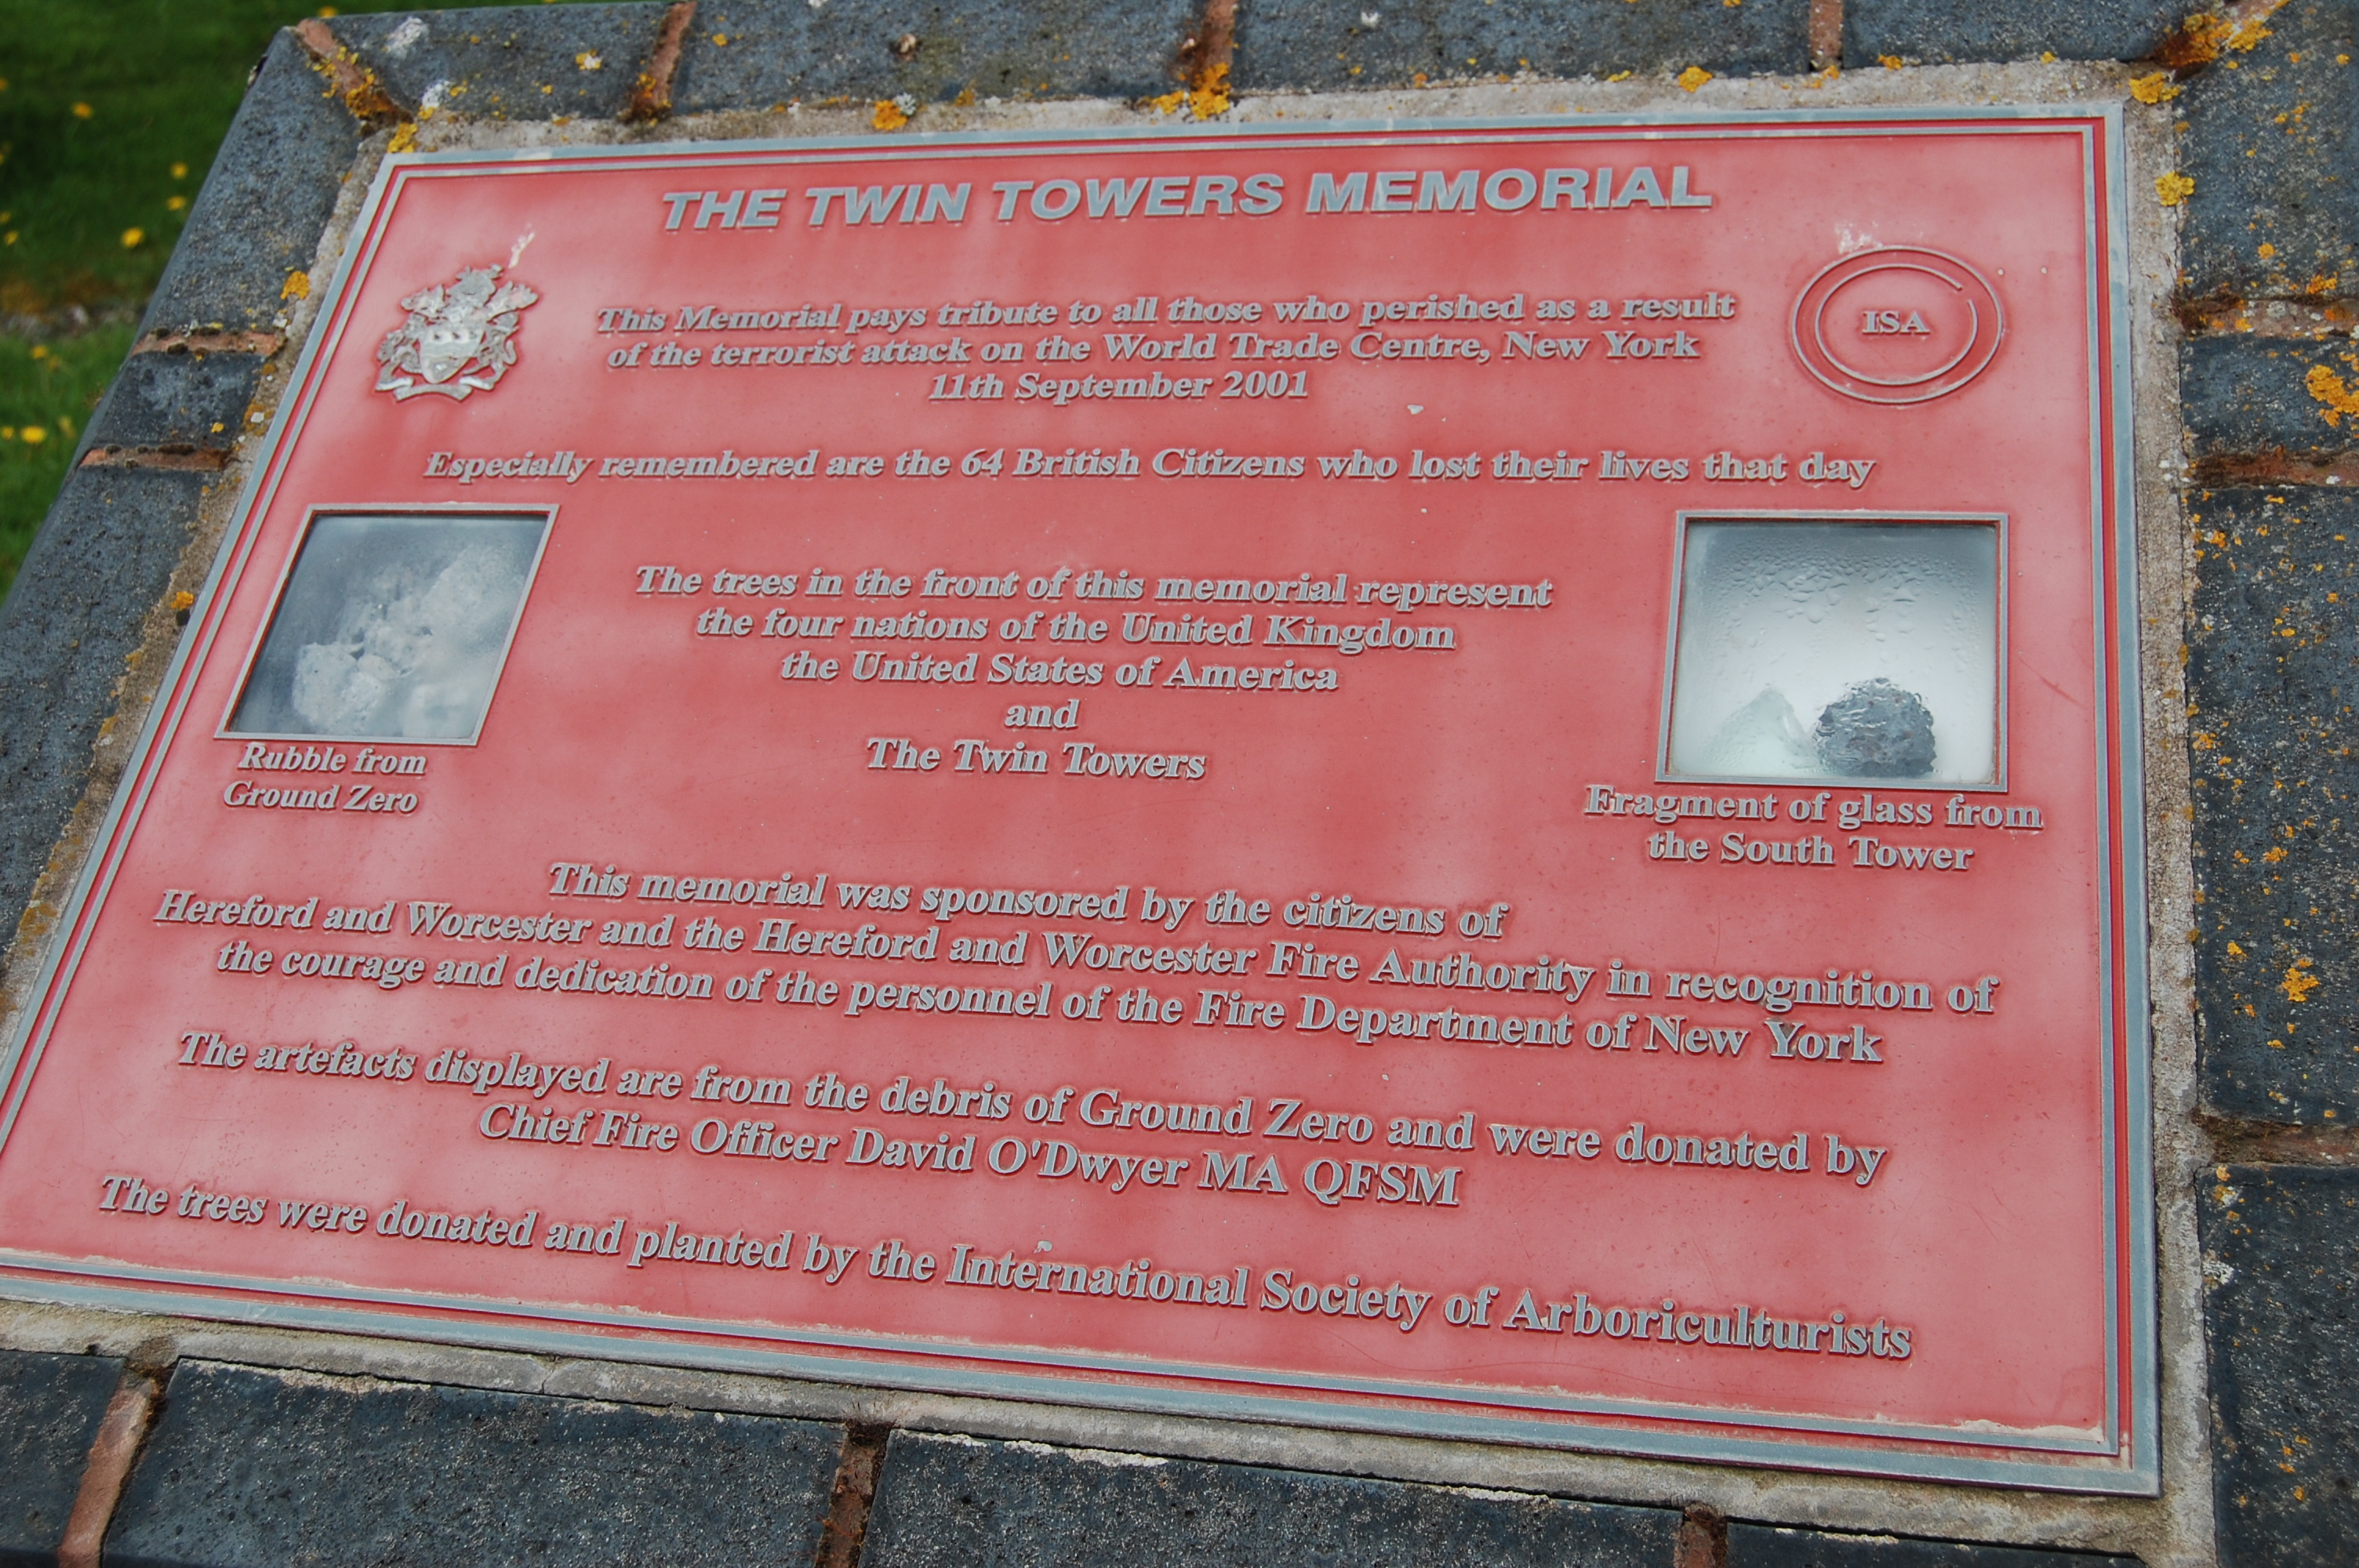 THE TWIN TOWERS MEMORIAL
This Memorial pays tribute to all those who perished as a result
of the terrorist attack on the World Trade Centre, New York
11th September 2001
ISA
Especially remembered are the 64 British Citizens who lost their lives that day
The trees in the front of this memorial represent
the four nations of the United Kingdom
the United States of America
and
The Twin Towers
Rubble from
Ground Zero
Fragment of glass from
the South Tower
This memorial was sponsored by the citizens of
Hereford and Worcester and the Hereford and Worcester Fire Authority in recognition of
the courage and dedication of the personnel of the Fire Department of New York
The artefacts displayed are from the debris of Ground Zero and were donated by
Chief Fire Officer David O'Dwyer MA QFSM
The trees were donated and planted by the International Society of Arboriculturists